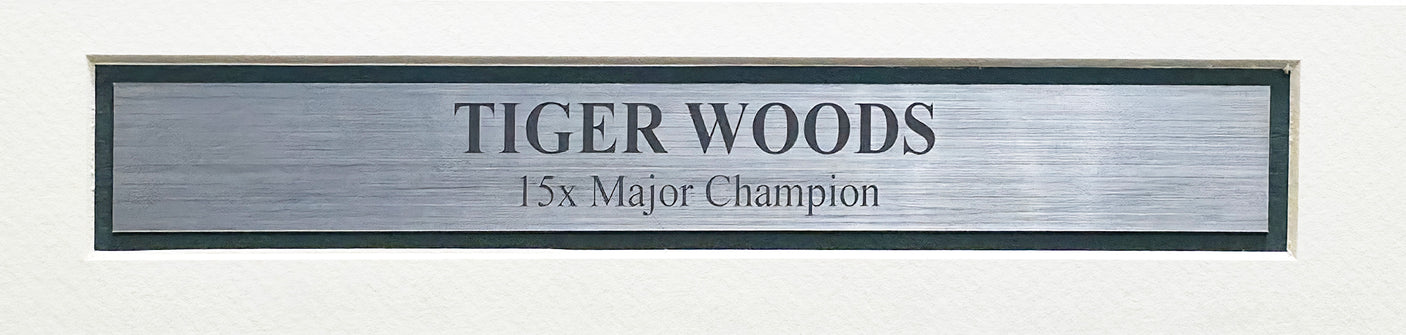 TIGER WOODS
15x Major Champion